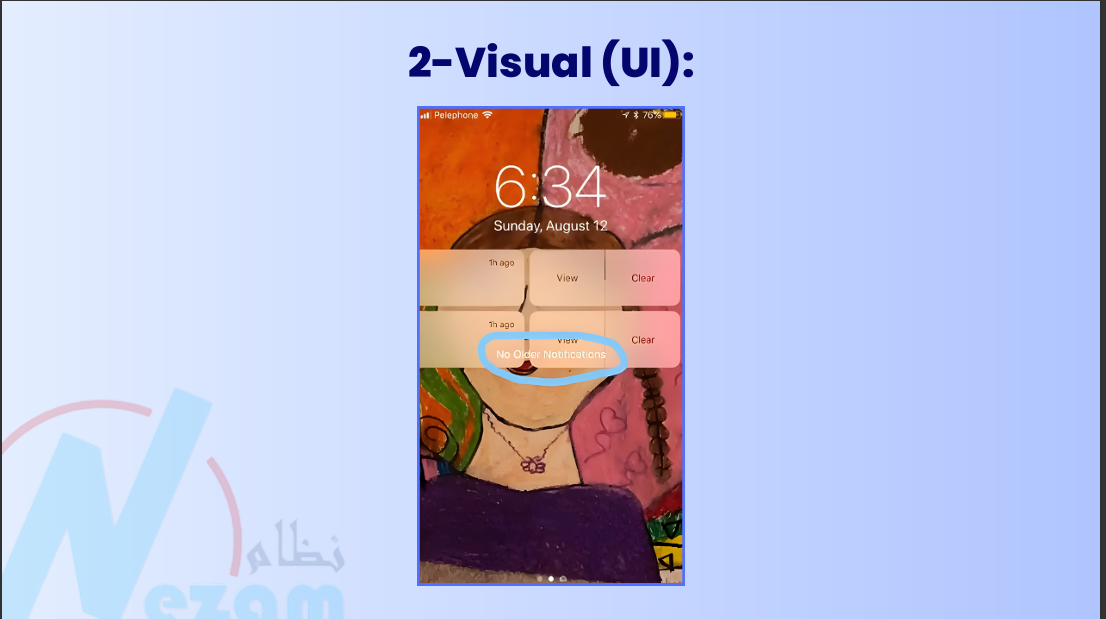 2-Visual (UI):
Pelephone
76%
6:34
Sunday, August 12
1h ago View Clear
1h ago View Clear
No Older Notifications
نظام
Nezam